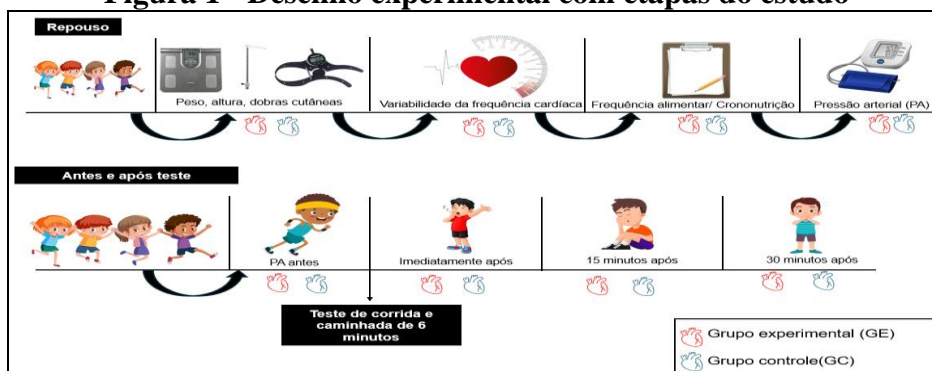 Figura 1 - Desenho experimental com etapas do estudo
Repouso
Peso, altura, dobras cutâneas
Variabilidade da frequência cardíaca
Frequência alimentar/ Crononutrição
Pressão arterial (PA)
Antes e após teste
PA antes
Imediatamente após
15 minutos após
30 minutos após
Teste de corrida e
caminhada de 6
minutos
Grupo experimental (GE)
Grupo controle(GC)